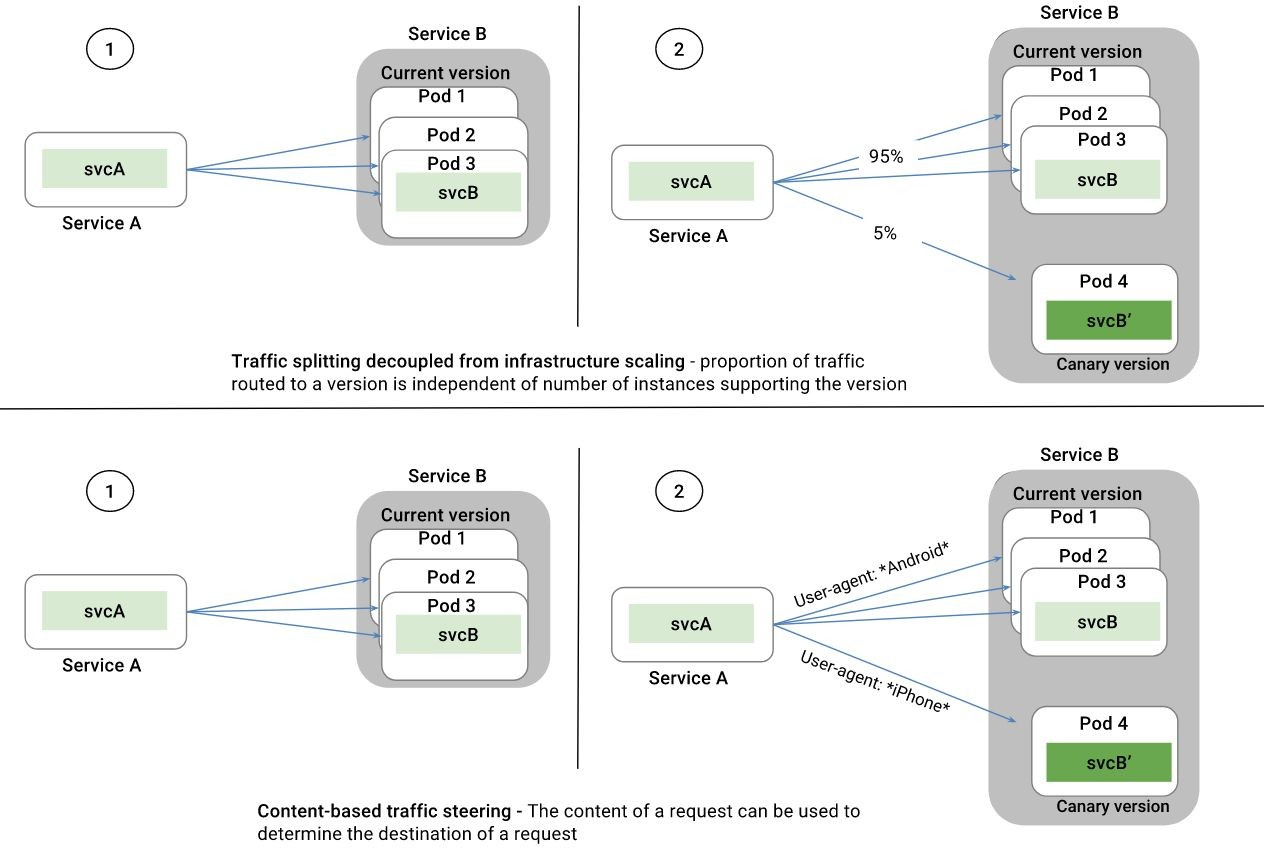 1
Service B
Current version
Pod 1
Pod 2
Pod 3
svcB
svcA
Service A
2
Service B
Current version
Pod 1
Pod 2
Pod 3
svcB
95%
svcA
Service A
5%
Pod 4
svcB’
Canary version
Traffic splitting decoupled from infrastructure scaling - proportion of traffic
routed to a version is independent of number of instances supporting the version
1
Service B
Current version
Pod 1
Pod 2
Pod 3
svcB
svcA
Service A
2
Service B
Current version
Pod 1
Pod 2
Pod 3
svcB
User-agent: *Android*
svcA
Service A
User-agent: *iPhone*
Pod 4
svcB’
Canary version
Content-based traffic steering - The content of a request can be used to
determine the destination of a request